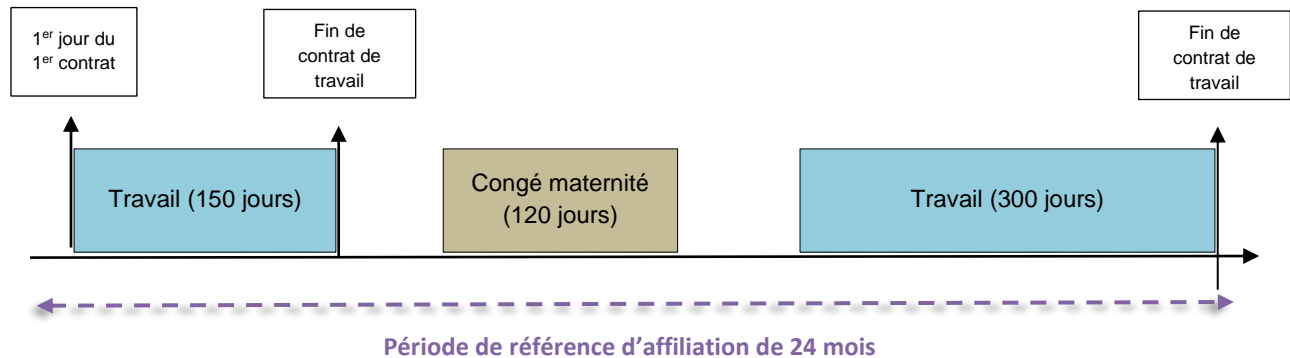 1er jour du
1er contrat
Fin de
contrat de
travail
Fin de
contrat de
travail
Travail (150 jours)
Congé maternité
(120 jours)
Travail (300 jours)
Période de référence d’affiliation de 24 mois